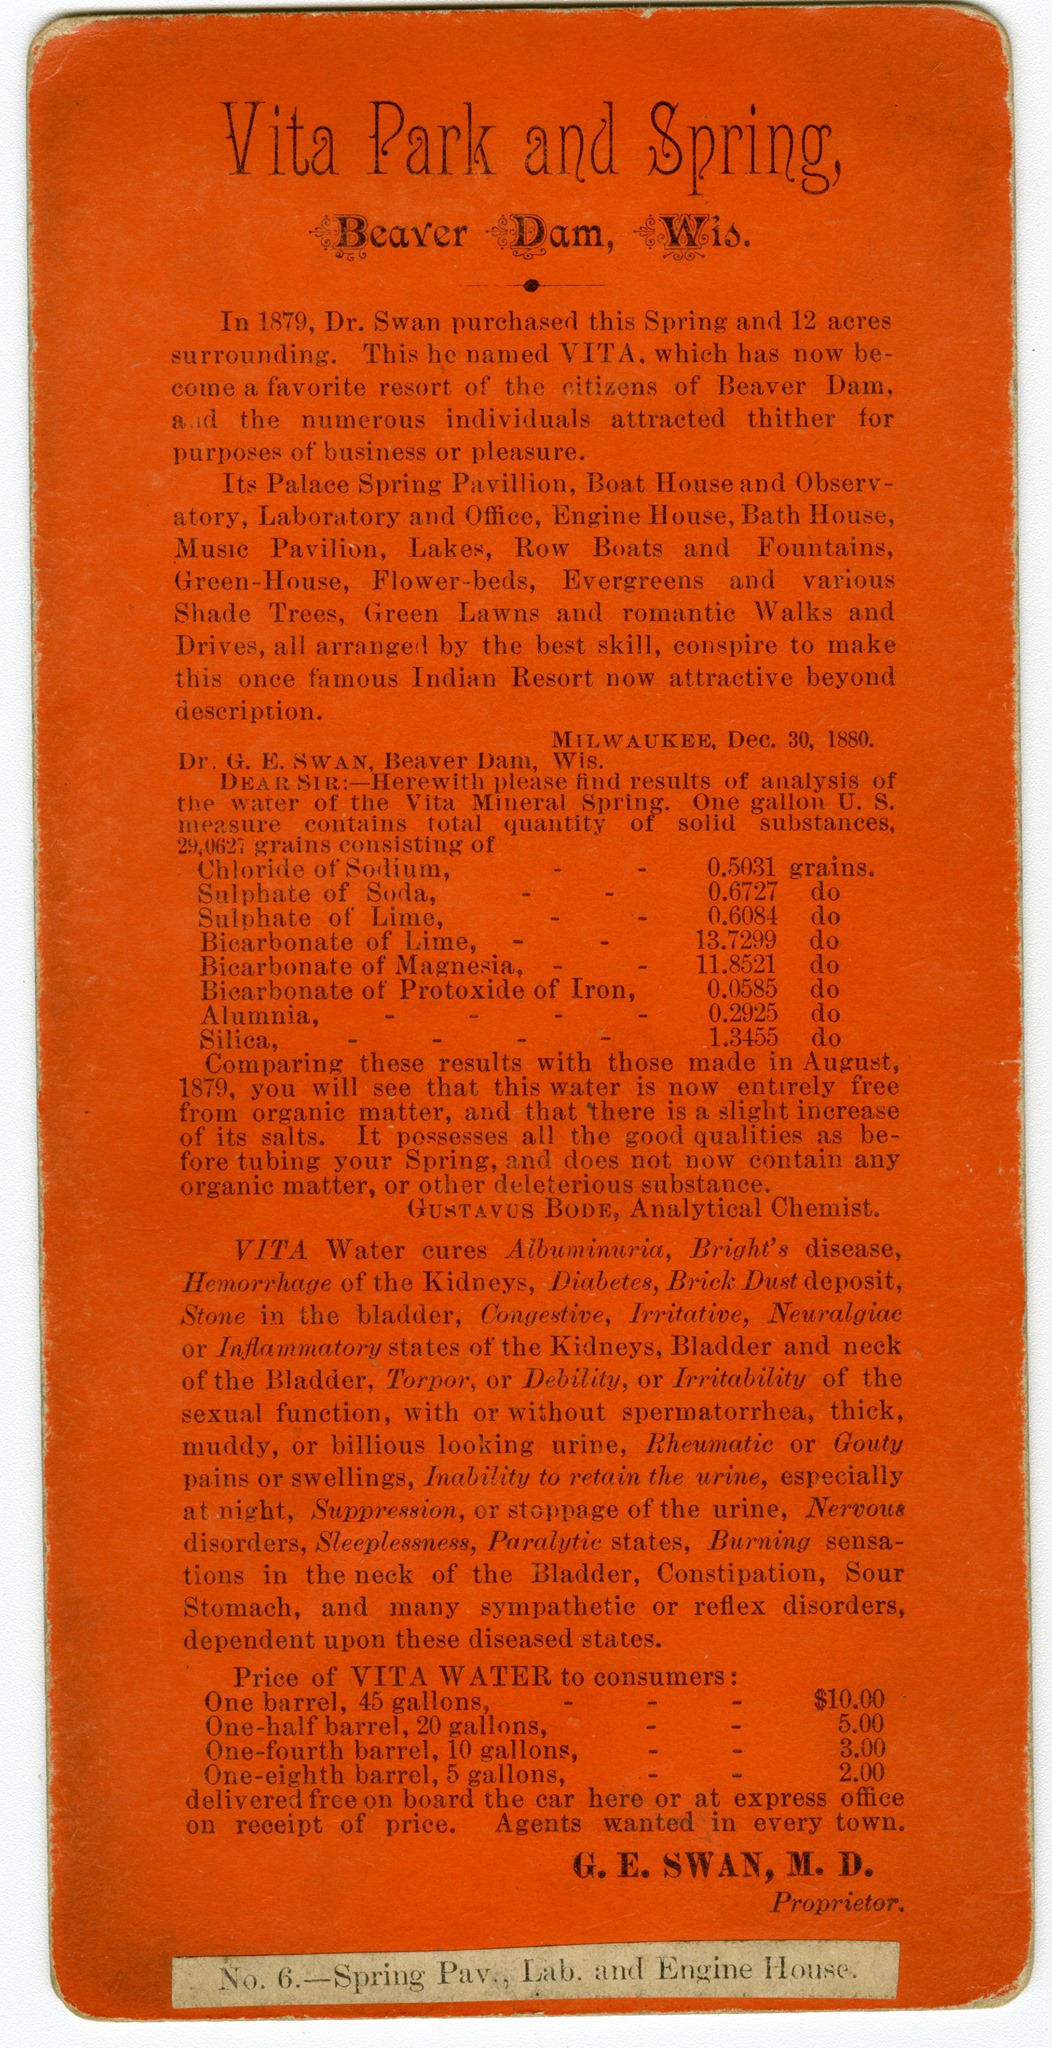 Vita Park and Spring,
Beaver Dam, Wis.
In 1879, Dr. Swan purchased this Spring and 12 acres
surrounding. This he named VITA, which has now be-
come a favorite resort of the citizens of Beaver Dam,
and the numerous individuals attracted thither for
purposes of business or pleasure.
Its Palace Spring Pavillion, Boat House and Observ-
atory, Laboratory and Office, Engine House, Bath House,
Music Pavilion, Lakes, Row Boats and Fountains,
Green-House, Flower-beds, Evergreens and various
Shade Trees, Green Lawns and romantic Walks and
Drives, all arranged by the best skill, conspire to make
this once famous Indian Resort now attractive beyond
description.
MILWAUKEE, Dec. 30, 1880.
Dr. G. E. SWAN, Beaver Dam, Wis.
DEAR SIR:—Herewith please find results of analysis of
the water of the Vita Mineral Spring. One gallon U. S.
measure contains total quantity of solid substances,
29,0627 grains consisting of
Chloride of Sodium, - - 0.5031 grains.
Sulphate of Soda, - - 0.6727 do
Sulphate of Lime, - - 0.6084 do
Bicarbonate of Lime, - - 13.7299 do
Bicarbonate of Magnesia, - - 11.8521 do
Bicarbonate of Protoxide of Iron, 0.0585 do
Alumnia, - - - - 0.2925 do
Silica, - - - - 1.3455 do
Comparing these results with those made in August,
1879, you will see that this water is now entirely free
from organic matter, and that there is a slight increase
of its salts. It possesses all the good qualities as be-
fore tubing your Spring, and does not now contain any
organic matter, or other deleterious substance.
GUSTAVUS BODE, Analytical Chemist.
VITA Water cures Albuminuria, Bright's disease,
Hemorrhage of the Kidneys, Diabetes, Brick Dust deposit,
Stone in the bladder, Congestive, Irritative, Neuralgiac
or Inflammatory states of the Kidneys, Bladder and neck
of the Bladder, Torpor, or Debility, or Irritability of the
sexual function, with or without spermatorrhea, thick,
muddy, or billious looking urine, Rheumatic or Gouty
pains or swellings, Inability to retain the urine, especially
at night, Suppression, or stoppage of the urine, Nervous
disorders, Sleeplessness, Paralytic states, Burning sensa-
tions in the neck of the Bladder, Constipation, Sour
Stomach, and many sympathetic or reflex disorders,
dependent upon these diseased states.
Price of VITA WATER to consumers:
One barrel, 45 gallons, - - - $10.00
One-half barrel, 20 gallons, - - 5.00
One-fourth barrel, 10 gallons, - - 3.00
One-eighth barrel, 5 gallons, - - 2.00
delivered free on board the car here or at express office
on receipt of price. Agents wanted in every town.
G. E. SWAN, M. D.
Proprietor.
No. 6.—Spring Pav., Lab. and Engine House.